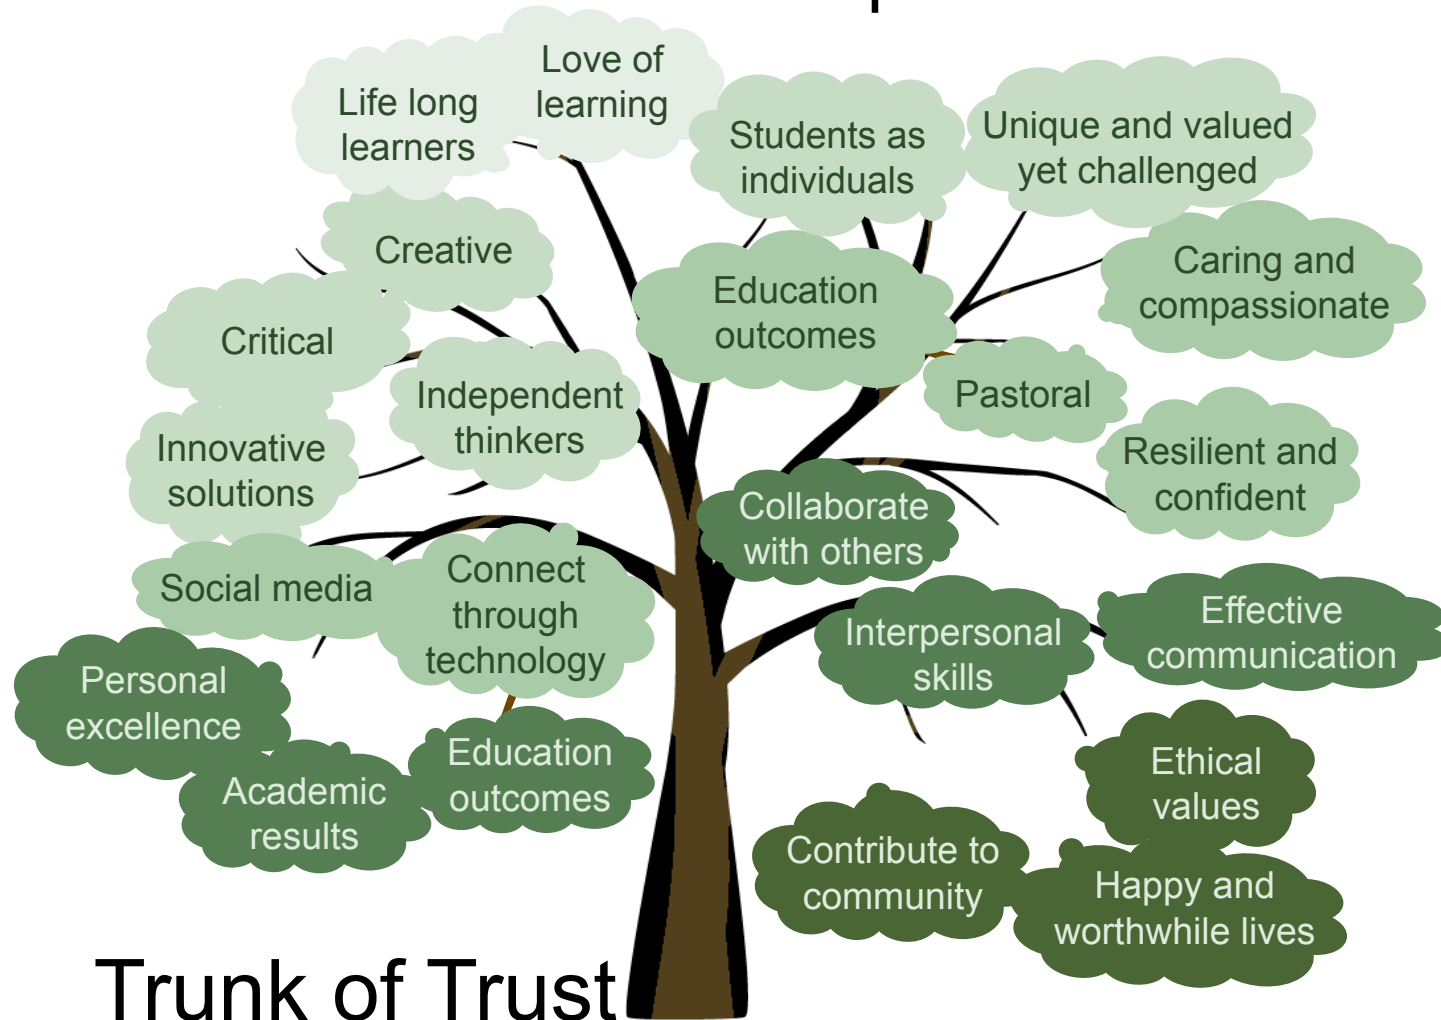 Love of
learning
Life long
learners
Students as
individuals
Unique and valued
yet challenged
Creative
Education
outcomes
Caring and
compassionate
Critical
Independent
thinkers
Pastoral
Innovative
solutions
Resilient and
confident
Collaborate
with others
Social media
Connect
through
technology
Interpersonal
skills
Effective
communication
Personal
excellence
Academic
results
Education
outcomes
Ethical
values
Contribute to
community
Happy and
worthwhile lives
Trunk of Trust